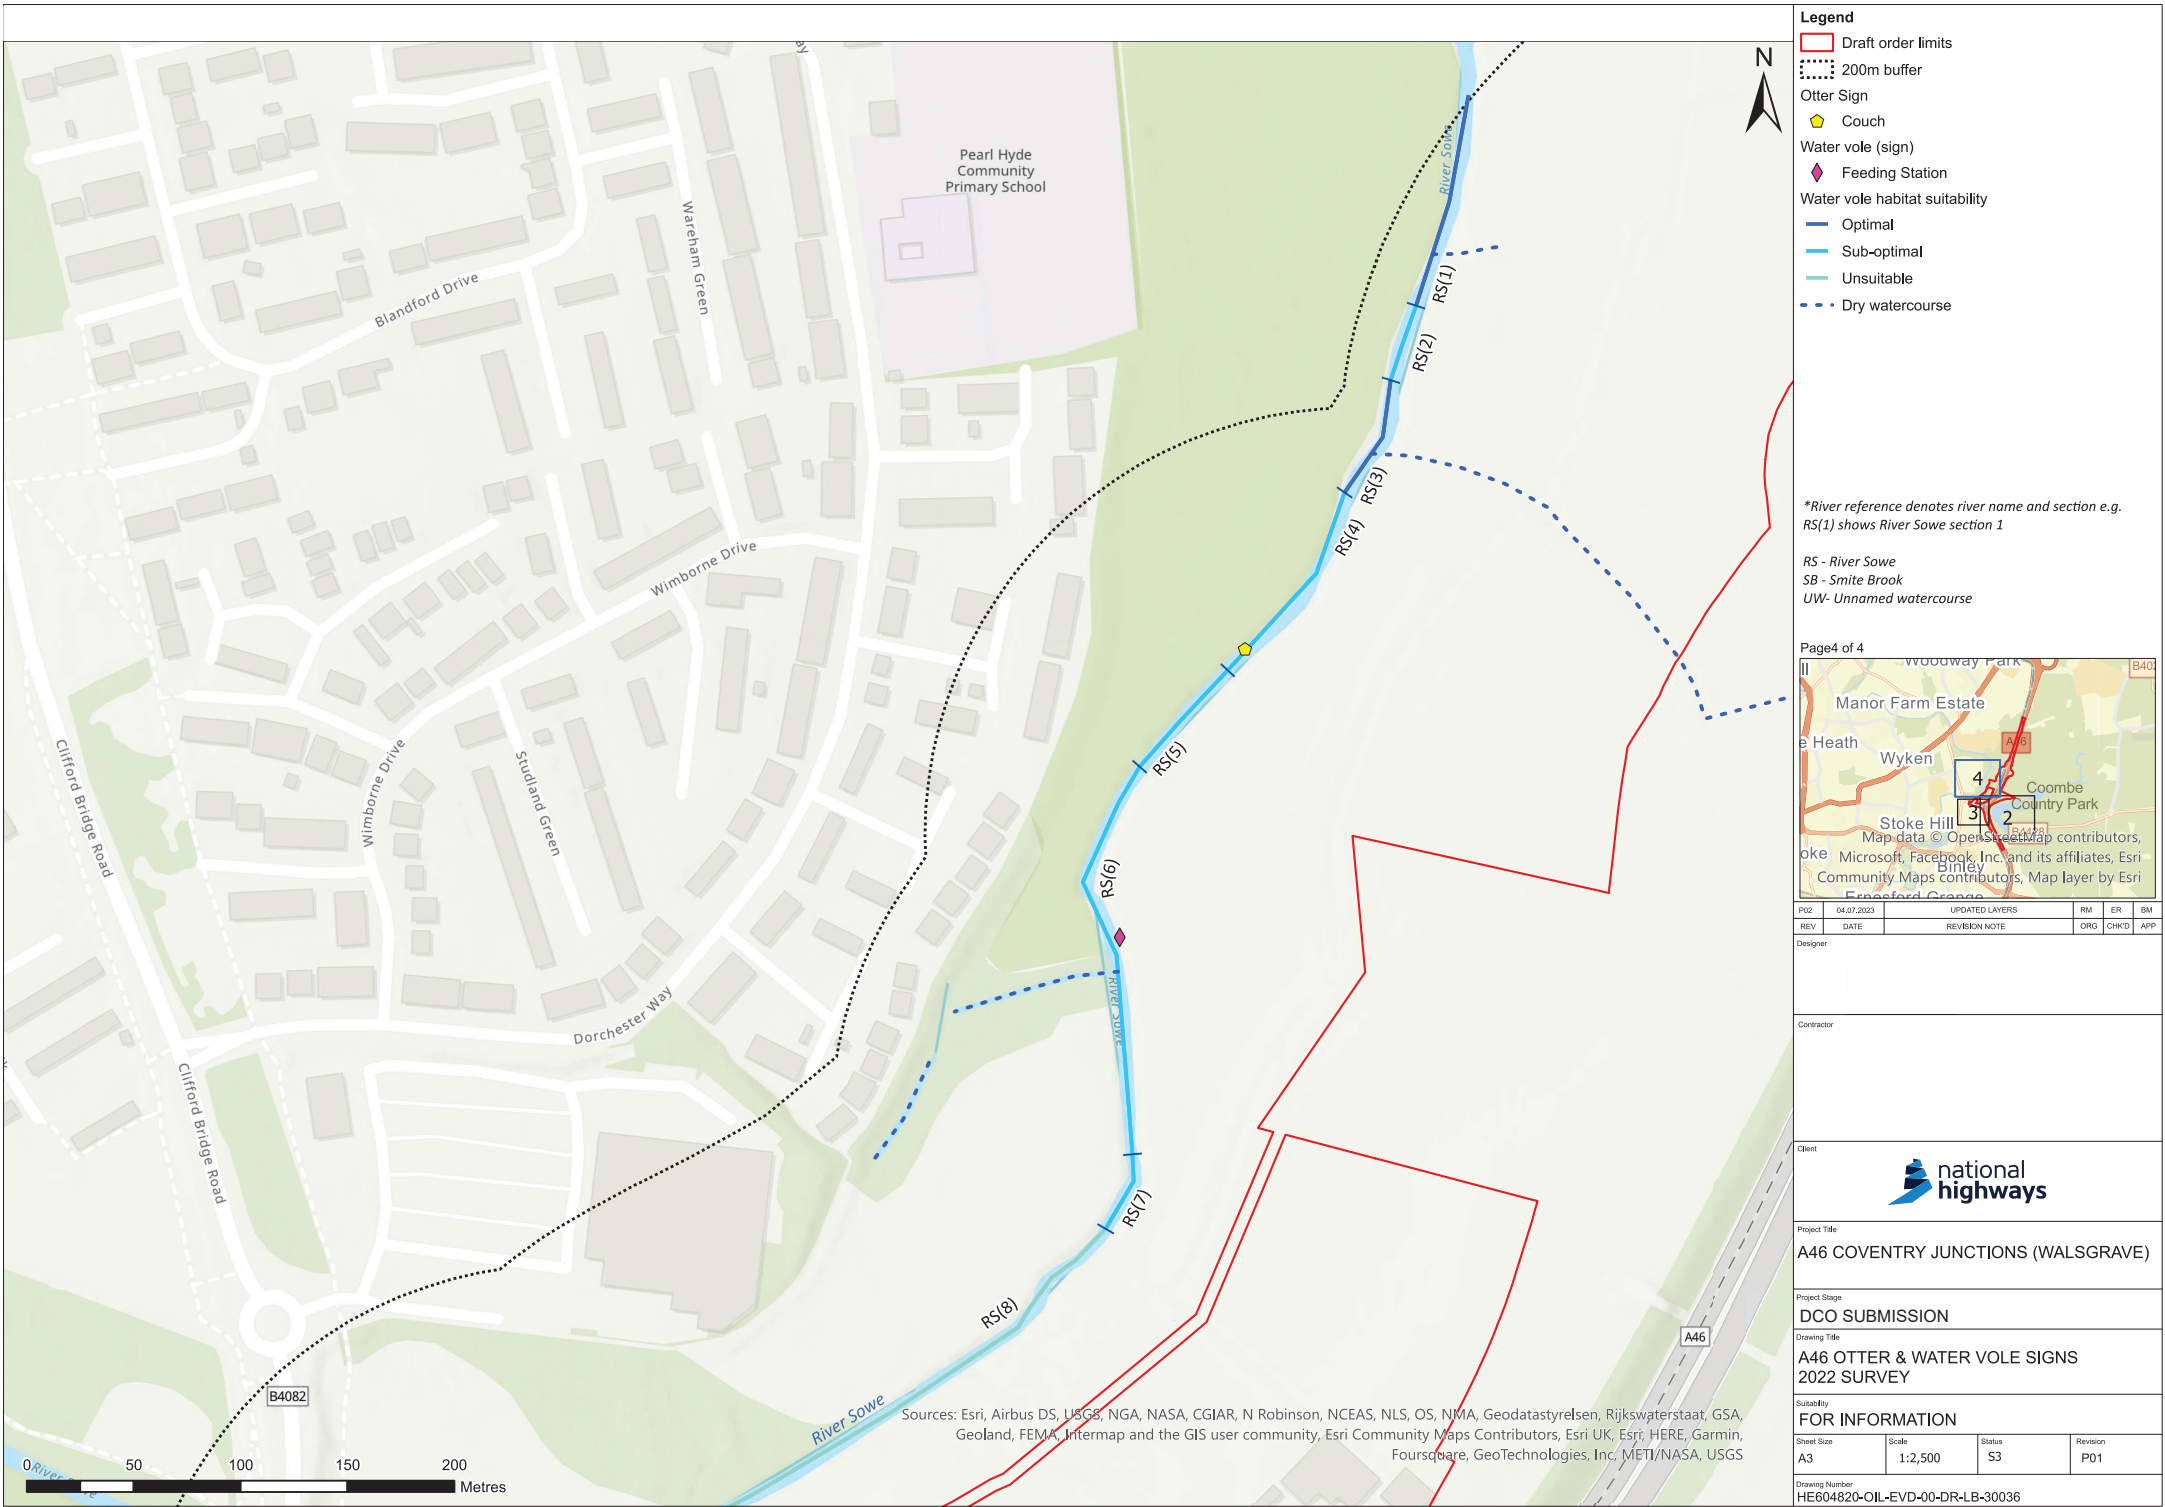 Legend
Draft order limits
200m buffer
Otter Sign
Couch
Water vole (sign)
Feeding Station
Water vole habitat suitability
Optimal
Sub-optimal
Unsuitable
Dry watercourse
*River reference denotes river name and section e.g.
RS(1) shows River Sowe section 1
RS - River Sowe
SB - Smite Brook
UW- Unnamed watercourse
Page4 of 4
Woodway Park
Manor Farm Estate
e Heath
Wyken
A46
4
Coombe
Country Park
Stoke Hill
3
2
B4428
oke
Binley
Ernesford Grange
Map data © OpenStreetMap contributors,
Microsoft, Facebook, Inc. and its affiliates, Esri
Community Maps contributors, Map layer by Esri
P02 04.07.2023 UPDATED LAYERS RM ER BM
REV DATE REVISION NOTE ORG CHK'D APP
Designer
Contractor
Client
national
highways
Project Title
A46 COVENTRY JUNCTIONS (WALSGRAVE)
Project Stage
DCO SUBMISSION
Drawing Title
A46 OTTER & WATER VOLE SIGNS
2022 SURVEY
Suitability
FOR INFORMATION
Sheet Size Scale Status Revision
A3 1:2,500 S3 P01
Drawing Number
HE604820-OIL-EVD-00-DR-LB-30036
N
Pearl Hyde
Community
Primary School
River Sowe
Wareham Green
Blandford Drive
RS(1)
RS(2)
RS(3)
RS(4)
Wimborne Drive
RS(5)
Wimborne Drive
Studland Green
Clifford Bridge Road
RS(6)
River Sowe
Dorchester Way
Clifford Bridge Road
RS(7)
RS(8)
A46
B4082
River Sowe
Sources: Esri, Airbus DS, USGS, NGA, NASA, CGIAR, N Robinson, NCEAS, NLS, OS, NMA, Geodatastyrelsen, Rijkswaterstaat, GSA,
Geoland, FEMA, Intermap and the GIS user community, Esri Community Maps Contributors, Esri UK, Esri, HERE, Garmin,
Foursquare, GeoTechnologies, Inc, METI/NASA, USGS
0 50 100 150 200
Metres